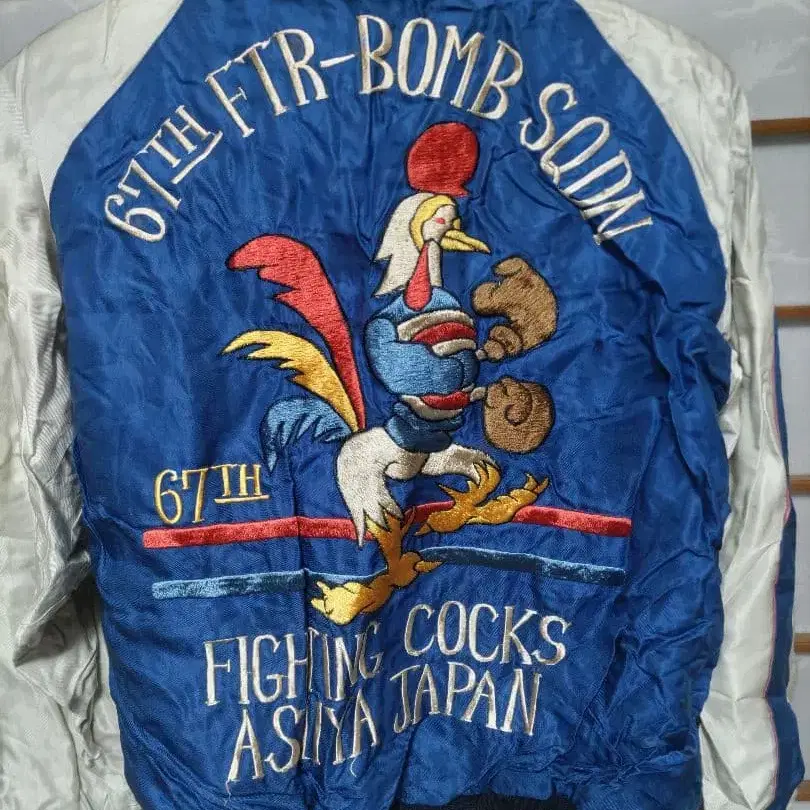 67TH FTR-BOMB SQDN
67TH
FIGHTING COCKS
ASHIYA JAPAN